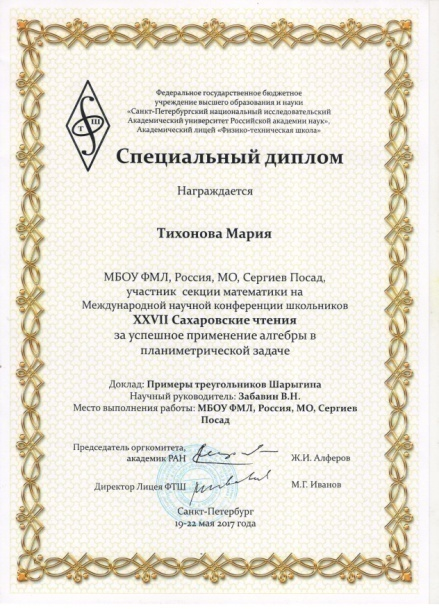 Федеральное государственное бюджетное
учреждение высшего образования и науки
«Санкт-Петербургский национальный исследовательский
Академический университет Российской академии наук».
Академический лицей «Физико-техническая школа»
Т Ш
Специальный диплом
Награждается
Тихонова Мария
МБОУ ФМЛ, Россия, МО, Сергиев Посад,
участник секции математики на
Международной научной конференции школьников
XXVII Сахаровские чтения
за успешное применение алгебры в
планиметрической задаче
Доклад: Примеры треугольников Шарыгина
Научный руководитель: Забавин В.Н.
Место выполнения работы: МБОУ ФМЛ, Россия, МО, Сергиев
Посад
Председатель оргкомитета,
академик РАН Ж.И. Алферов
Директор Лицея ФТШ М.Г. Иванов
Санкт-Петербург
19-22 мая 2017 года